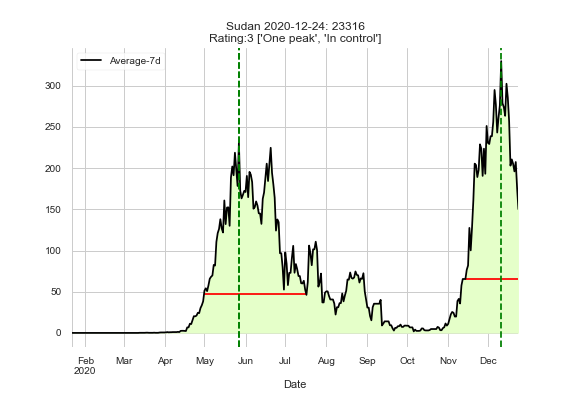 Sudan 2020-12-24: 23316
Rating:3 ['One peak', 'In control']
Average-7d
300
250
200
150
100
50
0
Feb Mar Apr May Jun Jul Aug Sep Oct Nov Dec
2020
Date